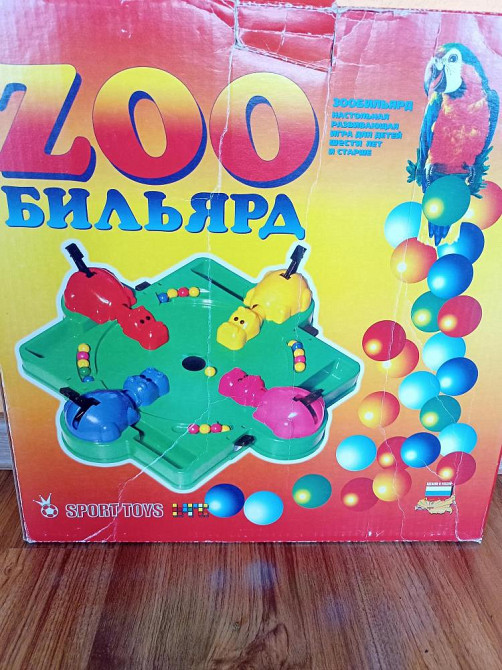 ZOO
БИЛЬЯРД
ЗООБИЛЬЯРД
НАСТОЛЬНАЯ
РАЗВИВАЮЩАЯ
ИГРА ДЛЯ ДЕТЕЙ
ШЕСТИ ЛЕТ
И СТАРШЕ
SPORT TOYS